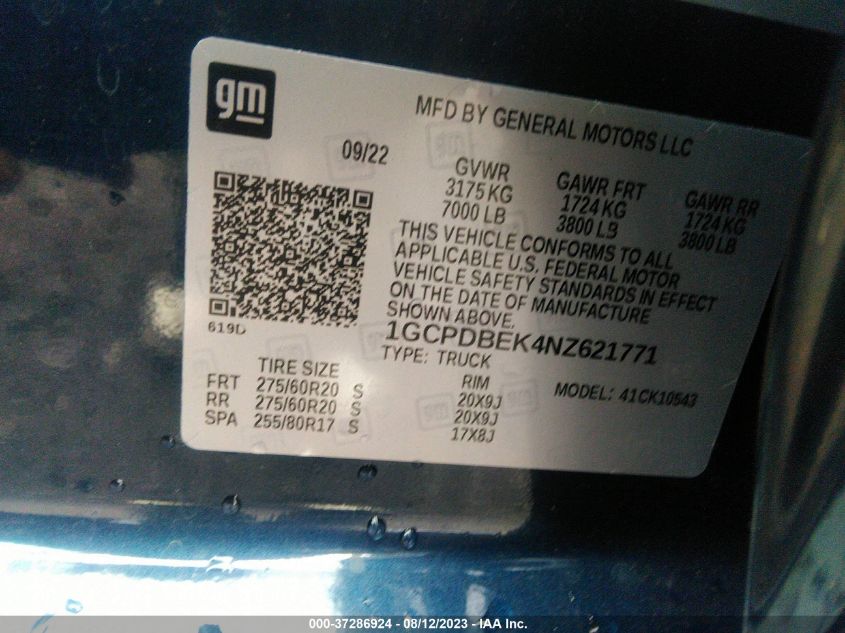 gm
MFD BY GENERAL MOTORS LLC
09/22
GVWR
3175 KG
7000 LB
GAWR FRT
1724 KG
3800 LB
GAWR RR
1724 KG
3800 LB
THIS VEHICLE CONFORMS TO ALL
APPLICABLE U.S. FEDERAL MOTOR
VEHICLE SAFETY STANDARDS IN EFFECT
ON THE DATE OF MANUFACTURE
SHOWN ABOVE.
619D
1GCPDBEK4NZ621771
TYPE: TRUCK
MODEL: 41CK10543
TIRE SIZE RIM
FRT 275/60R20 S 20X9J
RR 275/60R20 S 20X9J
SPA 255/80R17 S 17X8J
000-37286924 - 08/12/2023 - IAA Inc.